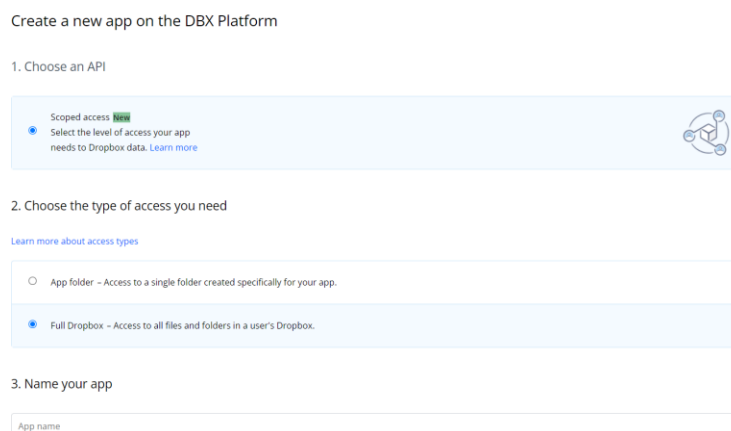 Create a new app on the DBX Platform
1. Choose an API
Scoped access New
Select the level of access your app
needs to Dropbox data. Learn more
2. Choose the type of access you need
Learn more about access types
App folder – Access to a single folder created specifically for your app.
Full Dropbox – Access to all files and folders in a user's Dropbox.
3. Name your app
App name